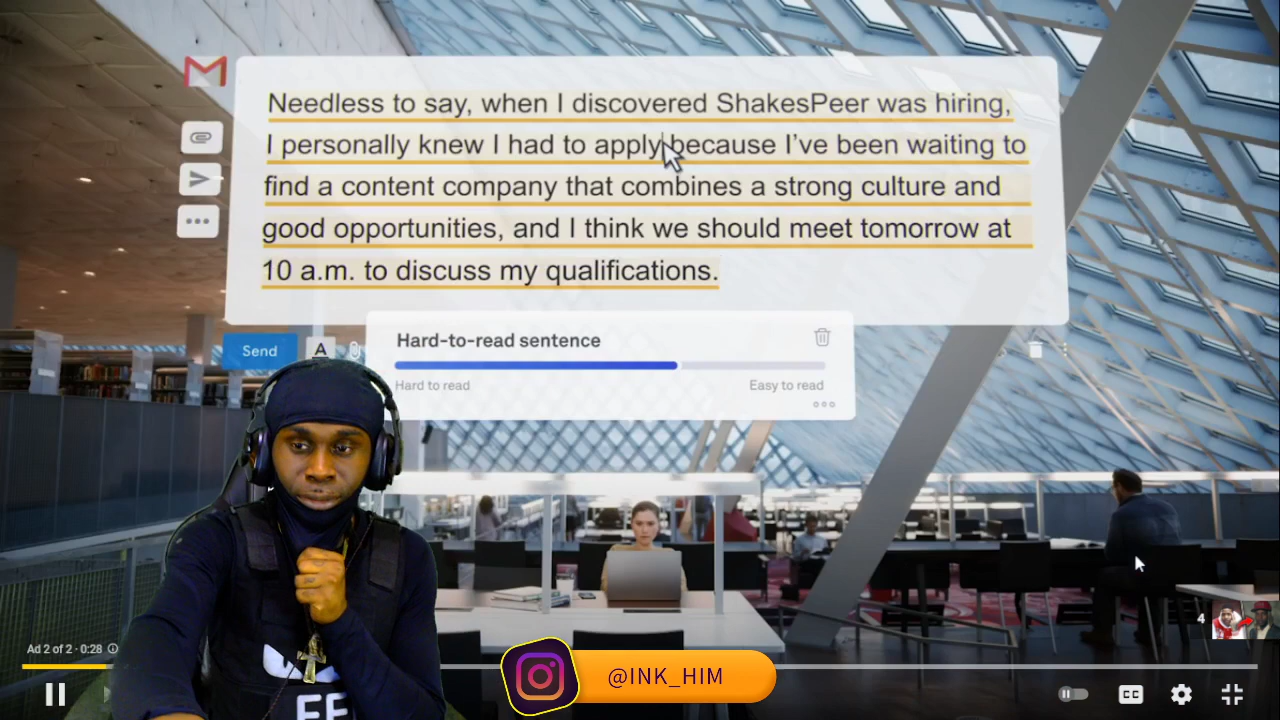 Needless to say, when I discovered ShakesPeer was hiring,
I personally knew I had to apply because I've been waiting to
find a content company that combines a strong culture and
good opportunities, and I think we should meet tomorrow at
10 a.m. to discuss my qualifications.
Send
A
Hard-to-read sentence
Hard to read
Easy to read
Ad 2 of 2 · 0:28
4
@INK_HIM
CC